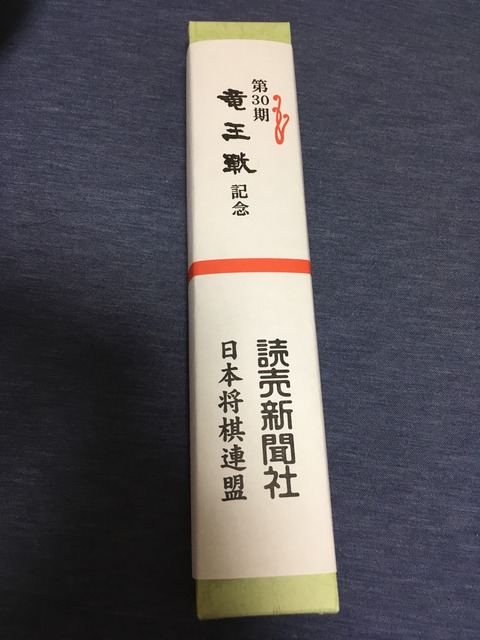 第30期
竜王戦 記念
読売新聞社
日本将棋連盟